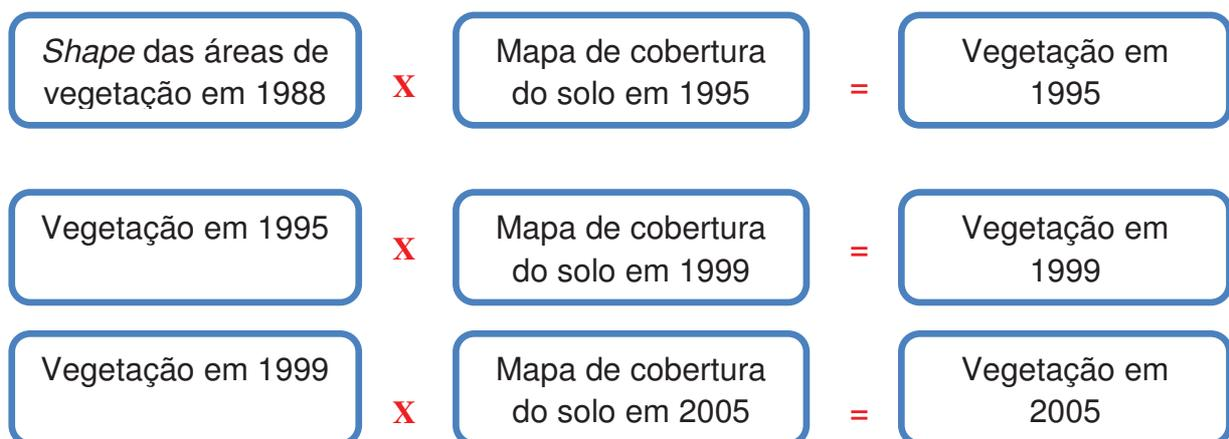 Shape das áreas de
vegetação em 1988
X
Mapa de cobertura
do solo em 1995
=
Vegetação em
1995
Vegetação em 1995
X
Mapa de cobertura
do solo em 1999
=
Vegetação em
1999
Vegetação em 1999
X
Mapa de cobertura
do solo em 2005
=
Vegetação em
2005